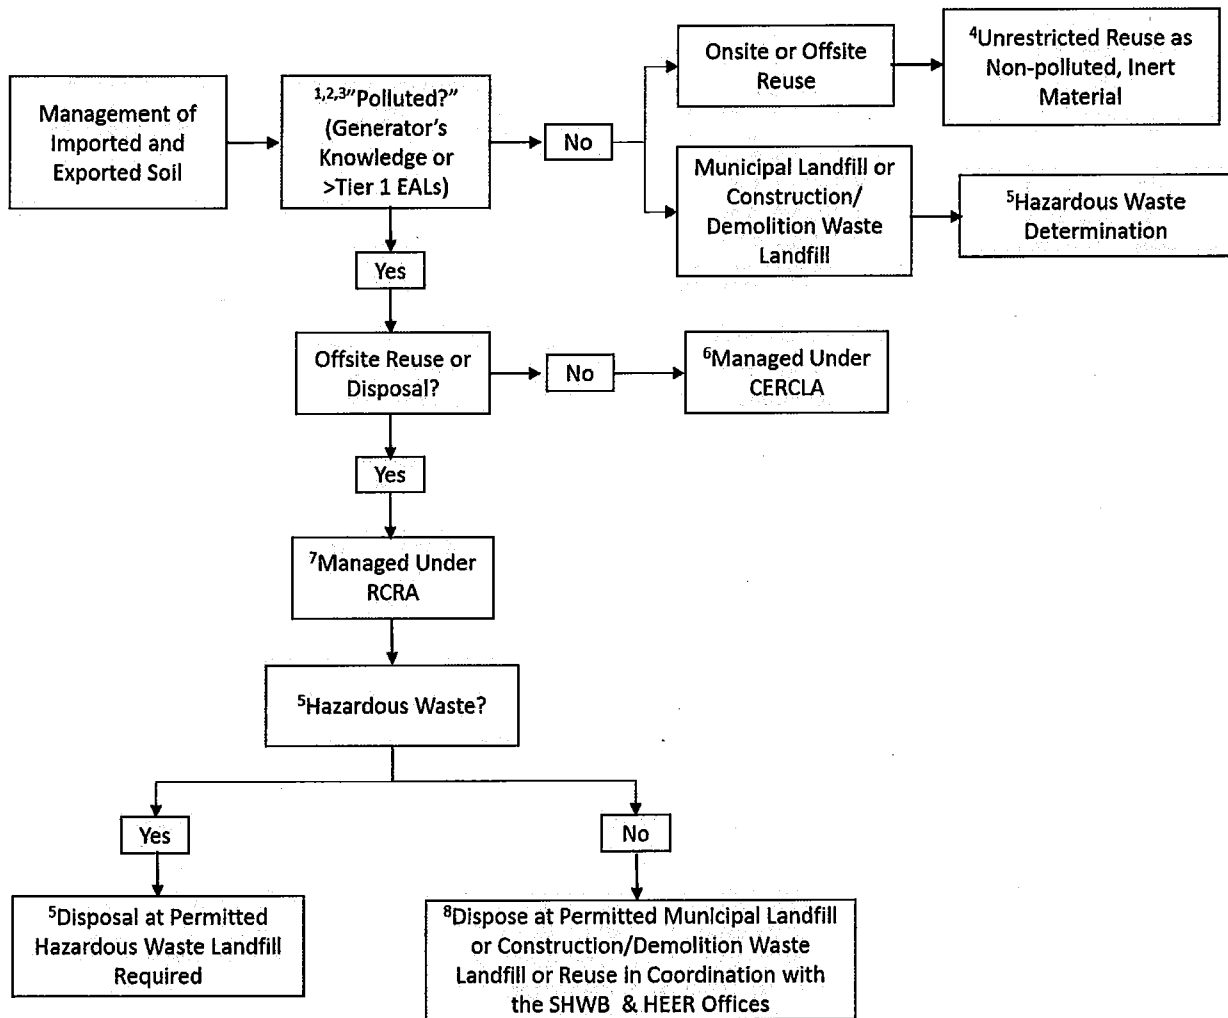 Management of
Imported and
Exported Soil
1,2,3"Polluted?"
(Generator's
Knowledge or
>Tier 1 EALs)
No
Onsite or Offsite
Reuse
4Unrestricted Reuse as
Non-polluted, Inert
Material
Municipal Landfill or
Construction/
Demolition Waste
Landfill
5Hazardous Waste
Determination
Yes
Offsite Reuse or
Disposal?
No
6Managed Under
CERCLA
Yes
7Managed Under
RCRA
5Hazardous Waste?
Yes
No
5Disposal at Permitted
Hazardous Waste Landfill
Required
8Dispose at Permitted Municipal Landfill
or Construction/Demolition Waste
Landfill or Reuse in Coordination with
the SHWB & HEER Offices